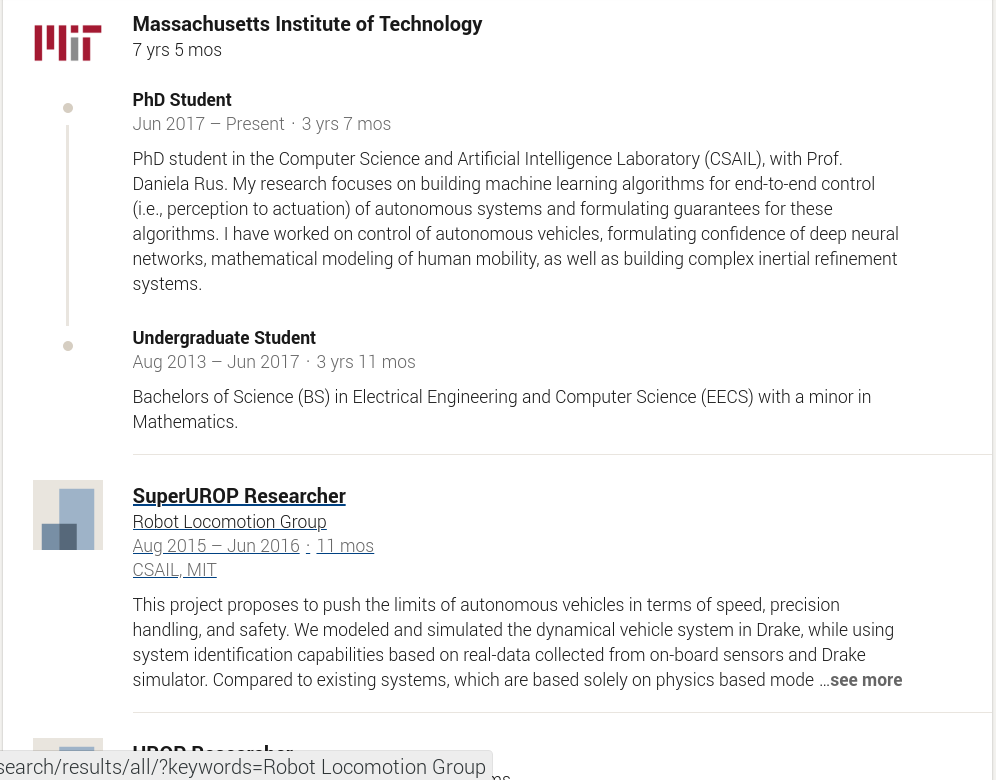 MIT
Massachusetts Institute of Technology
7 yrs 5 mos
PhD Student
Jun 2017 – Present · 3 yrs 7 mos
PhD student in the Computer Science and Artificial Intelligence Laboratory (CSAIL), with Prof.
Daniela Rus. My research focuses on building machine learning algorithms for end-to-end control
(i.e., perception to actuation) of autonomous systems and formulating guarantees for these
algorithms. I have worked on control of autonomous vehicles, formulating confidence of deep neural
networks, mathematical modeling of human mobility, as well as building complex inertial refinement
systems.
Undergraduate Student
Aug 2013 – Jun 2017 · 3 yrs 11 mos
Bachelors of Science (BS) in Electrical Engineering and Computer Science (EECS) with a minor in
Mathematics.
SuperUROP Researcher
Robot Locomotion Group
Aug 2015 – Jun 2016 · 11 mos
CSAIL, MIT
This project proposes to push the limits of autonomous vehicles in terms of speed, precision
handling, and safety. We modeled and simulated the dynamical vehicle system in Drake, while using
system identification capabilities based on real-data collected from on-board sensors and Drake
simulator. Compared to existing systems, which are based solely on physics based mode ...see more
UROP Researcher
search/results/all/?keywords=Robot Locomotion Group